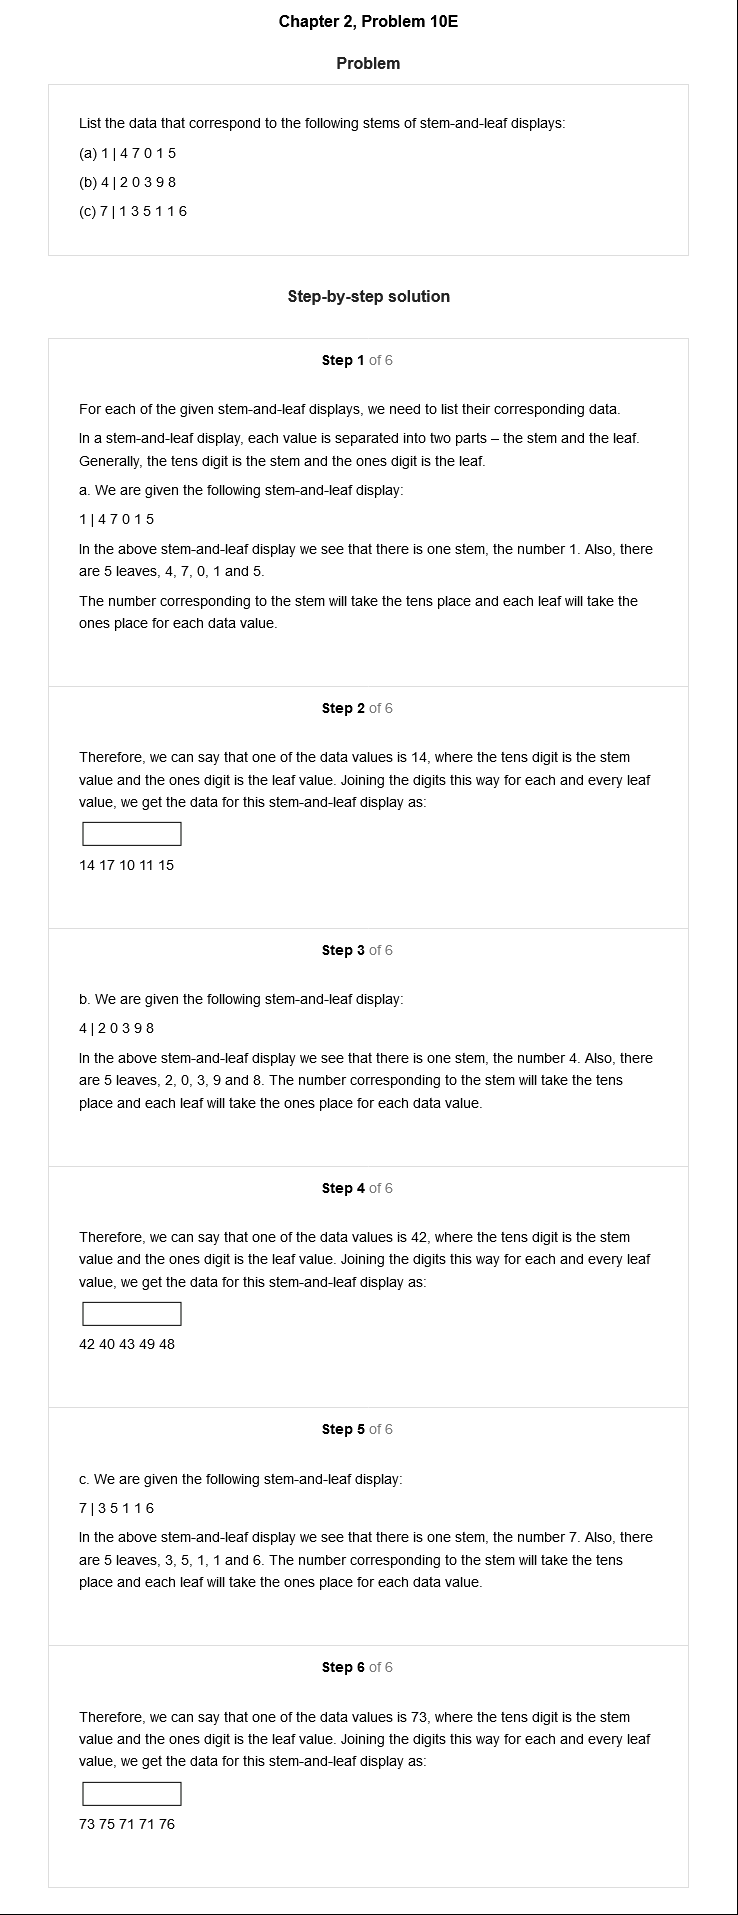 Chapter 2, Problem 10E
Problem
List the data that correspond to the following stems of stem-and-leaf displays:
(a) 1 | 4 7 0 1 5
(b) 4 | 2 0 3 9 8
(c) 7 | 1 3 5 1 1 6
Step-by-step solution
Step 1 of 6
For each of the given stem-and-leaf displays, we need to list their corresponding data.
In a stem-and-leaf display, each value is separated into two parts – the stem and the leaf.
Generally, the tens digit is the stem and the ones digit is the leaf.
a. We are given the following stem-and-leaf display:
1 | 4 7 0 1 5
In the above stem-and-leaf display we see that there is one stem, the number 1. Also, there
are 5 leaves, 4, 7, 0, 1 and 5.
The number corresponding to the stem will take the tens place and each leaf will take the
ones place for each data value.
Step 2 of 6
Therefore, we can say that one of the data values is 14, where the tens digit is the stem
value and the ones digit is the leaf value. Joining the digits this way for each and every leaf
value, we get the data for this stem-and-leaf display as:
14 17 10 11 15
Step 3 of 6
b. We are given the following stem-and-leaf display:
4 | 2 0 3 9 8
In the above stem-and-leaf display we see that there is one stem, the number 4. Also, there
are 5 leaves, 2, 0, 3, 9 and 8. The number corresponding to the stem will take the tens
place and each leaf will take the ones place for each data value.
Step 4 of 6
Therefore, we can say that one of the data values is 42, where the tens digit is the stem
value and the ones digit is the leaf value. Joining the digits this way for each and every leaf
value, we get the data for this stem-and-leaf display as:
42 40 43 49 48
Step 5 of 6
c. We are given the following stem-and-leaf display:
7 | 3 5 1 1 6
In the above stem-and-leaf display we see that there is one stem, the number 7. Also, there
are 5 leaves, 3, 5, 1, 1 and 6. The number corresponding to the stem will take the tens
place and each leaf will take the ones place for each data value.
Step 6 of 6
Therefore, we can say that one of the data values is 73, where the tens digit is the stem
value and the ones digit is the leaf value. Joining the digits this way for each and every leaf
value, we get the data for this stem-and-leaf display as:
73 75 71 71 76